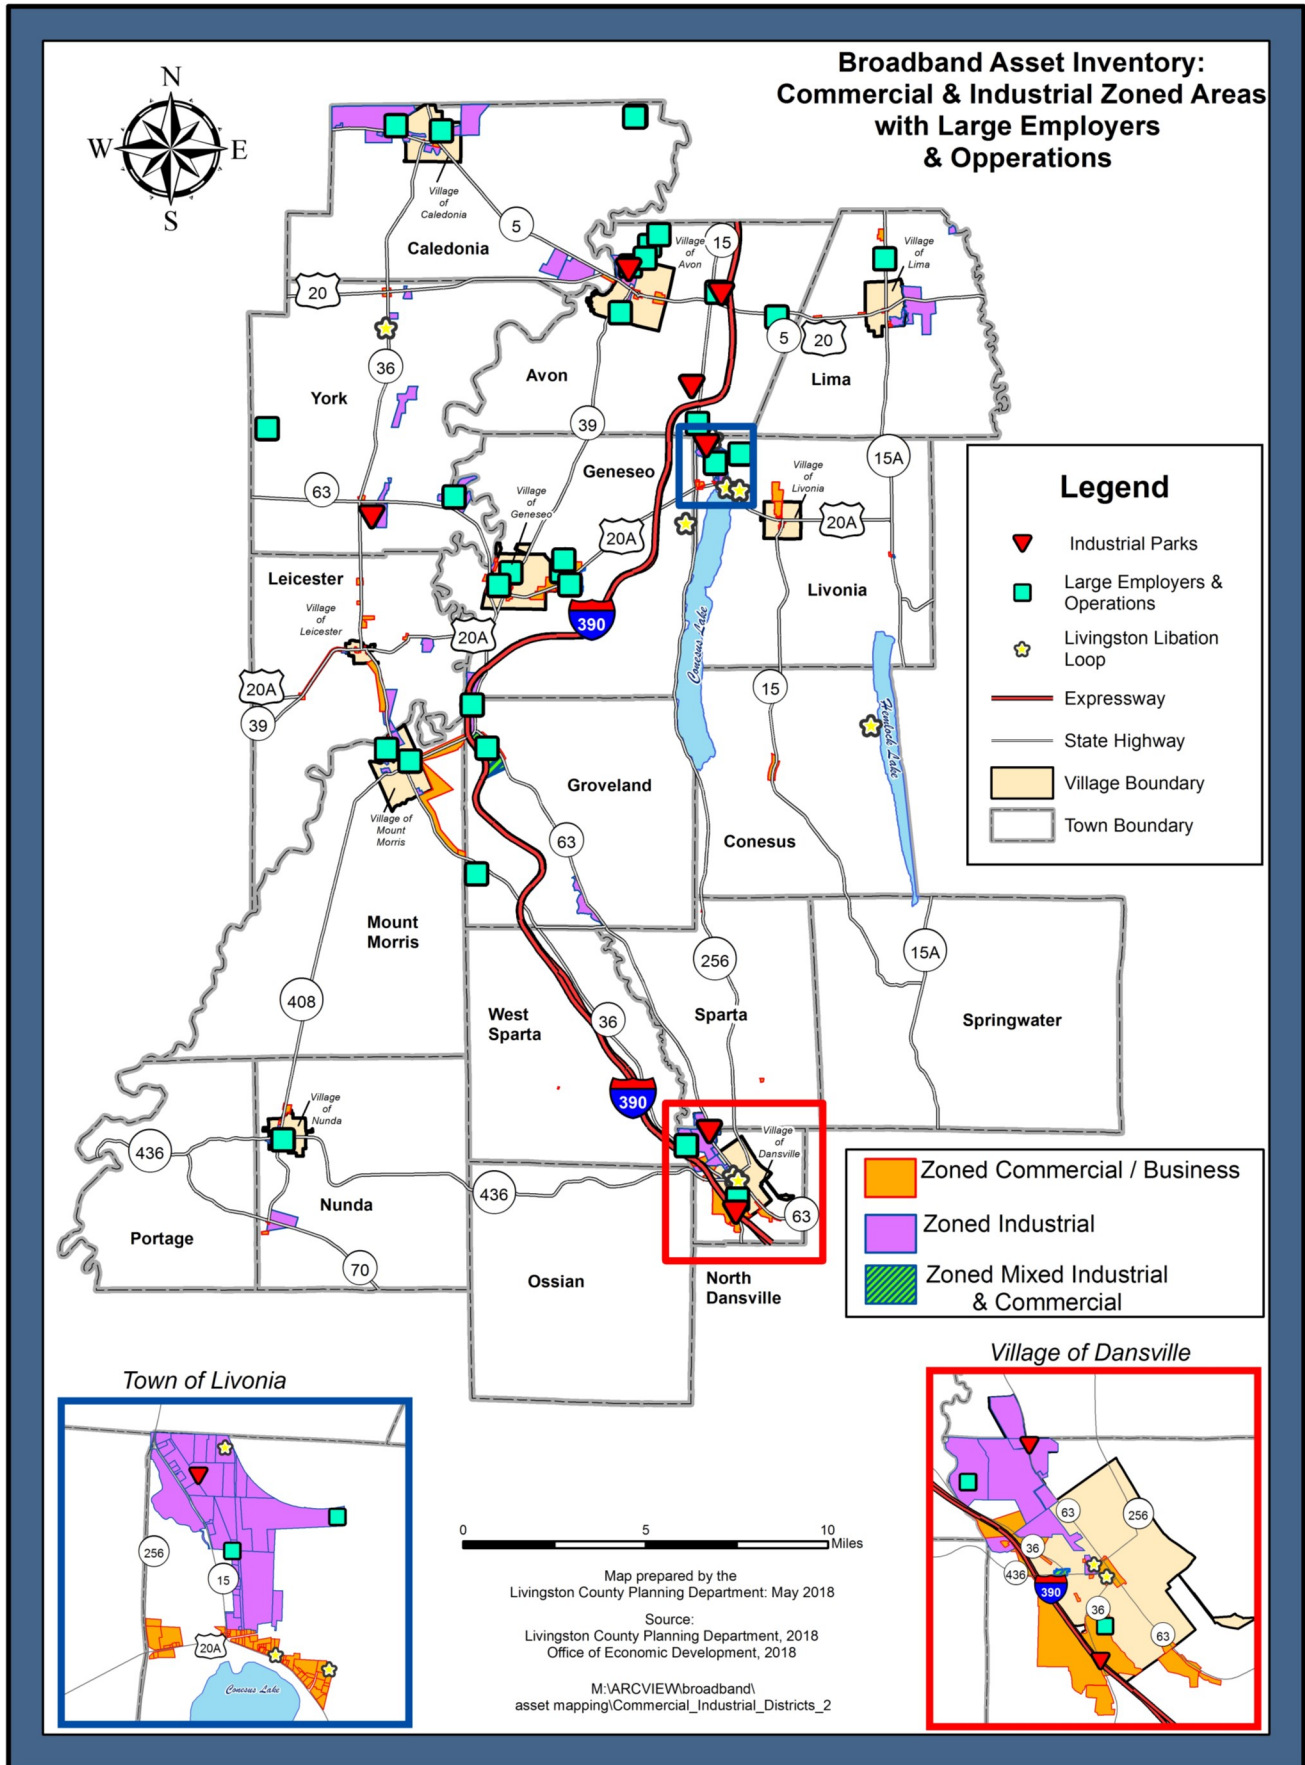 Broadband Asset Inventory:
Commercial & Industrial Zoned Areas
with Large Employers
& Opperations
N
W
E
S
Village
of
Caledonia
5
Caledonia
Village
of
Avon
15
Village
of
Lima
20
5
20
36
Avon
Lima
York
39
Geneseo
15A
63
Village
of
Geneseo
Village
of
Livonia
20A
20A
Leicester
Village
of
Leicester
390
Livonia
20A
20A
39
Conesus Lake
15
Hemlock Lake
Groveland
Village of
Mount
Morris
63
Conesus
Mount
Morris
256
15A
408
West
Sparta
36
Sparta
Springwater
390
Village
of
Nunda
Village
of
Dansville
436
436
63
Nunda
Portage
70
Ossian
North
Dansville
Legend
Industrial Parks
Large Employers &
Operations
Livingston Libation
Loop
Expressway
State Highway
Village Boundary
Town Boundary
Zoned Commercial / Business
Zoned Industrial
Zoned Mixed Industrial
& Commercial
Town of Livonia
256
15
20A
Conesus Lake
0 5 10
Miles
Map prepared by the
Livingston County Planning Department: May 2018
Source:
Livingston County Planning Department, 2018
Office of Economic Development, 2018
M:\ARCVIEW\broadband\
asset mapping\Commercial_Industrial_Districts_2
Village of Dansville
63
256
36
436
390
36
63